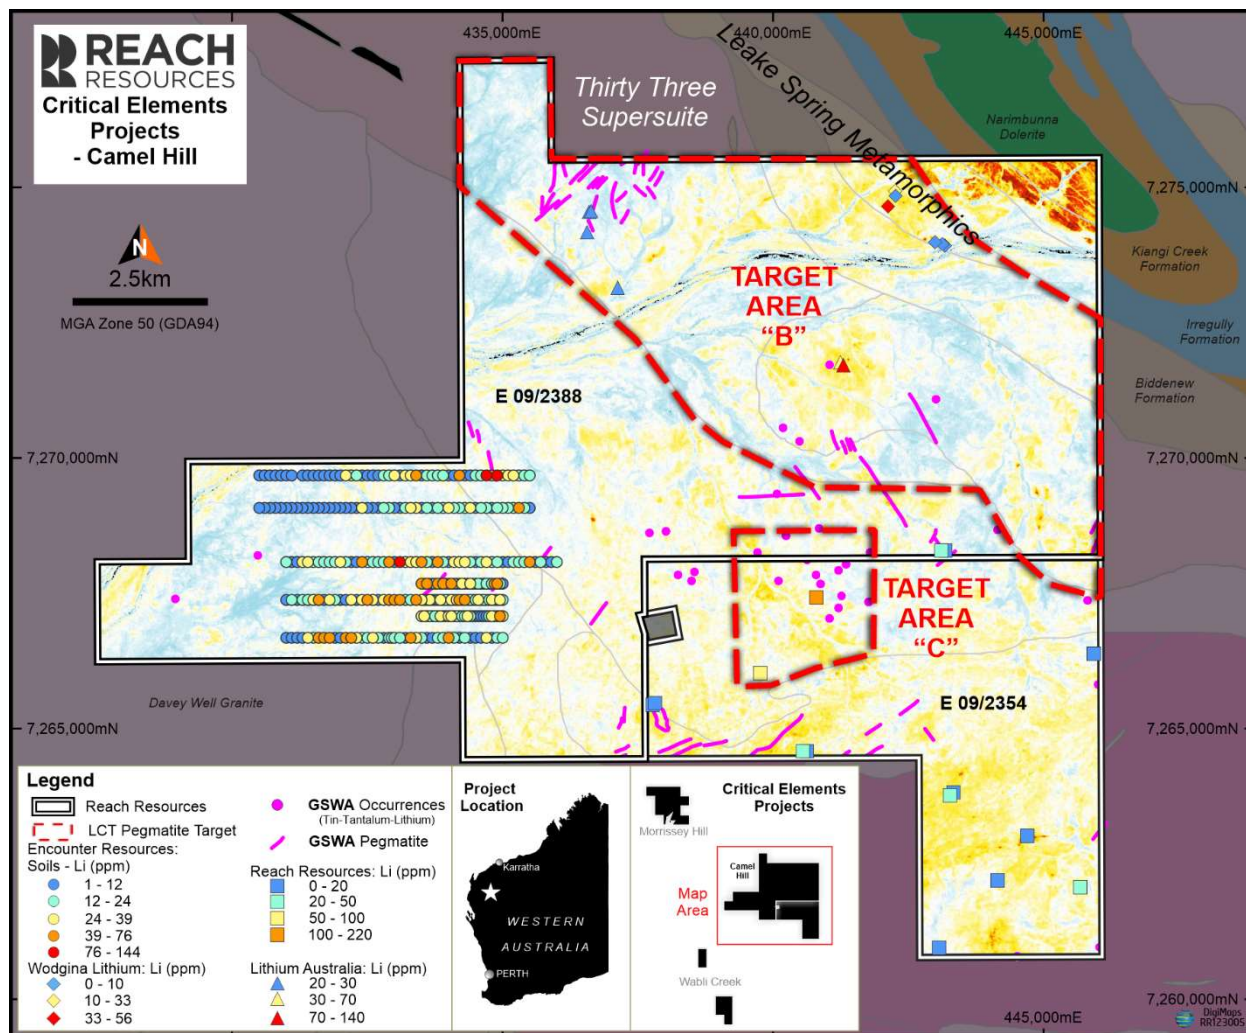 435,000mE
440,000mE
445,000mE
REACH
RESOURCES
Critical Elements
Projects
- Camel Hill
Thirty Three
Supersuite
Leake Spring Metamorphics
Narimbunna
Dolerite
7,275,000mN
7,275,000mN
N
2.5km
MGA Zone 50 (GDA94)
Kiangi Creek
Formation
Irregully
Formation
Biddenew
Formation
TARGET
AREA
“B”
E 09/2388
7,270,000mN
7,270,000mN
TARGET
AREA
“C”
Davey Well Granite
E 09/2354
7,265,000mN
7,265,000mN
Legend
Reach Resources
LCT Pegmatite Target
Encounter Resources:
Soils - Li (ppm)
1 - 12
12 - 24
24 - 39
39 - 76
76 - 144
Wodgina Lithium: Li (ppm)
0 - 10
10 - 33
33 - 56
GSWA Occurrences
(Tin-Tantalum-Lithium)
GSWA Pegmatite
Reach Resources: Li (ppm)
0 - 20
20 - 50
50 - 100
100 - 220
Lithium Australia: Li (ppm)
20 - 30
30 - 70
70 - 140
Project
Location
Karratha
WESTERN
AUSTRALIA
PERTH
Critical Elements
Projects
Morrissey Hill
Camel
Hill
Map
Area
Wabli Creek
445,000mE
7,260,000mN
DigiMaps
RR123005